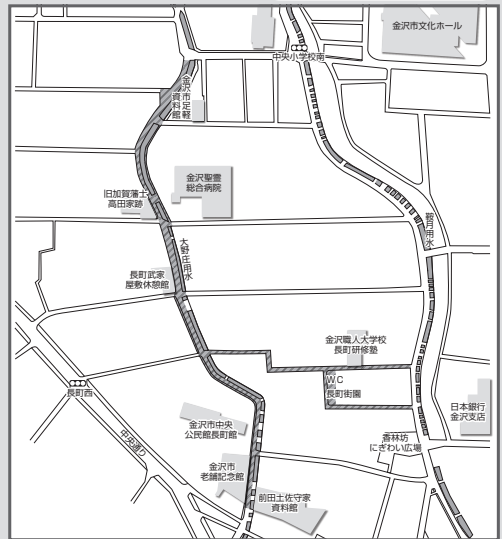 金沢市文化ホール
中央小学校南
金沢市足軽
資料館
金沢聖霊
総合病院
旧加賀藩士
高田家跡
鞍月用水
大野庄用水
長町武家
屋敷休憩館
金沢職人大学校
長町研修塾
WC
長町街園
長町西
日本銀行
金沢支店
金沢市中央
公民館長町館
中央通り
香林坊
にぎわい広場
金沢市
老舗記念館
前田土佐守家
資料館